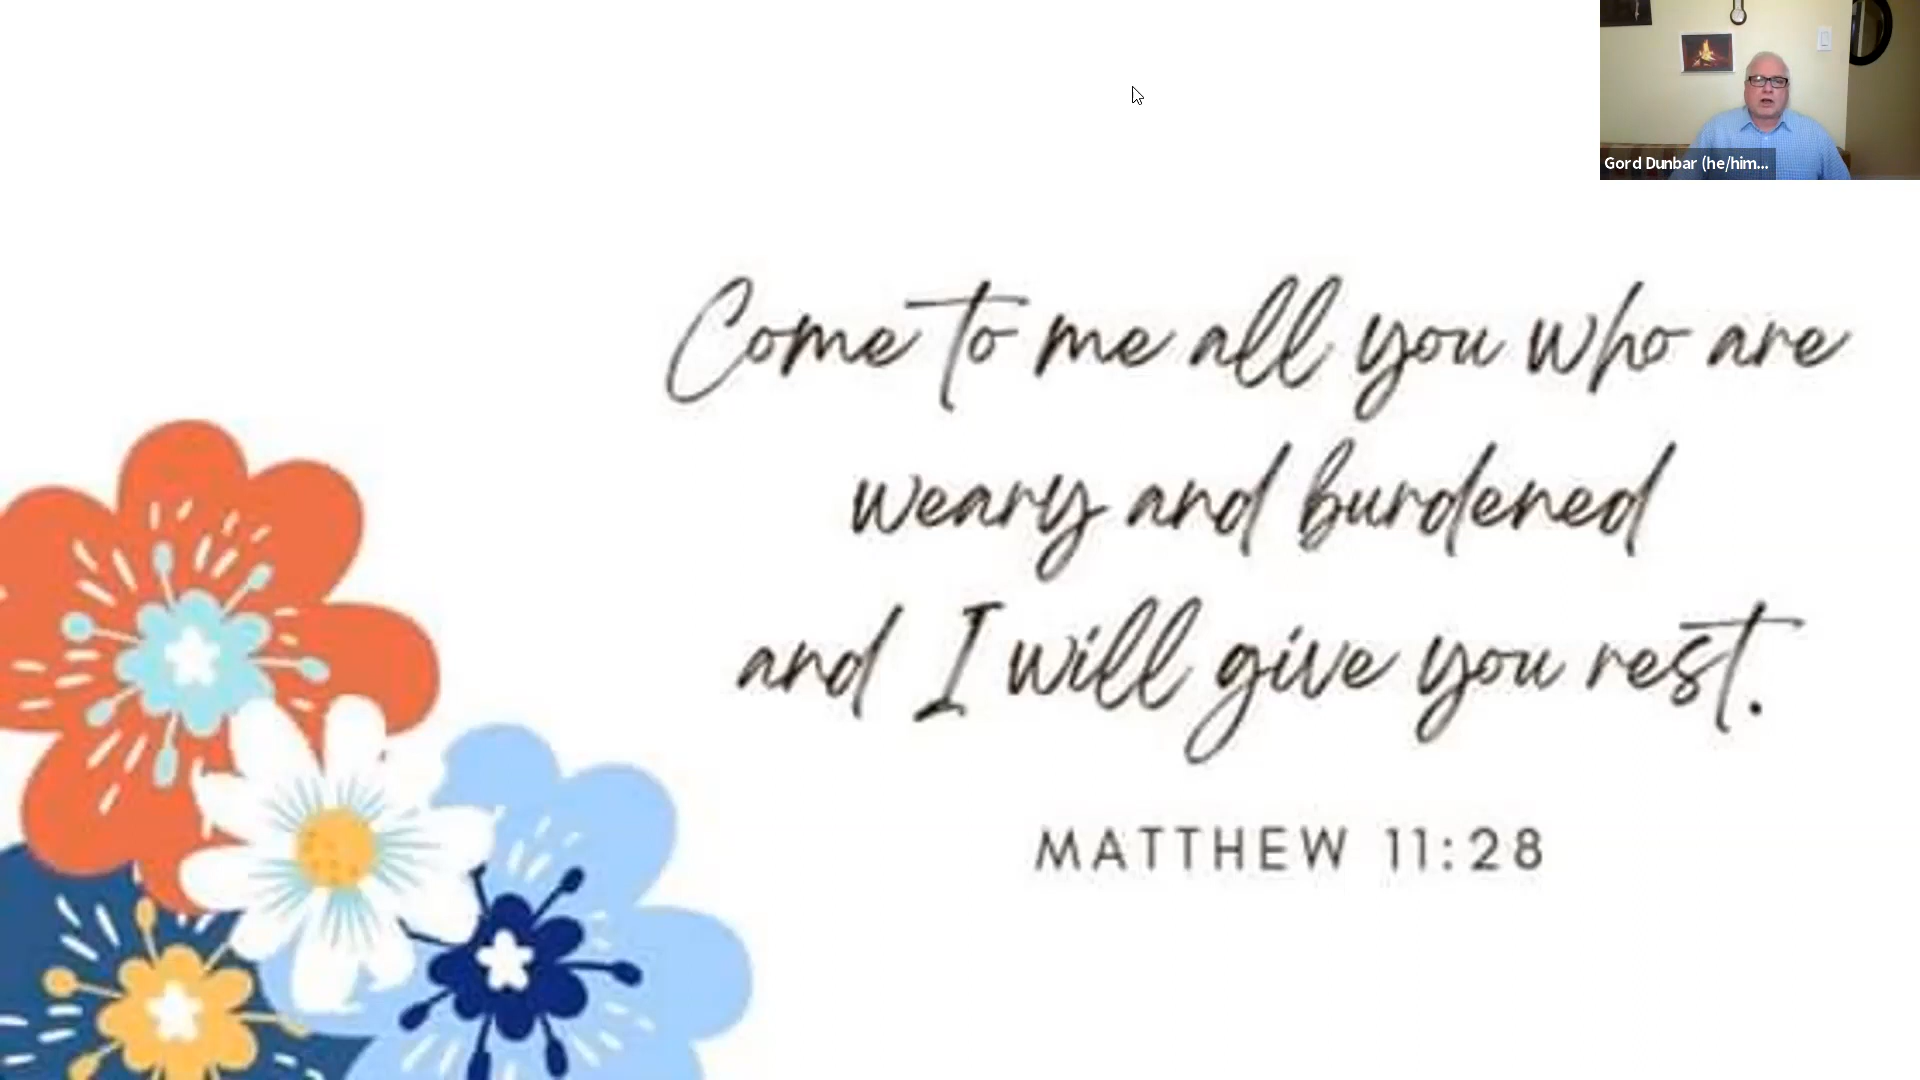 Gord Dunbar (he/him...
Come to me all you who are
weary and burdened
and I will give you rest.
MATTHEW 11:28